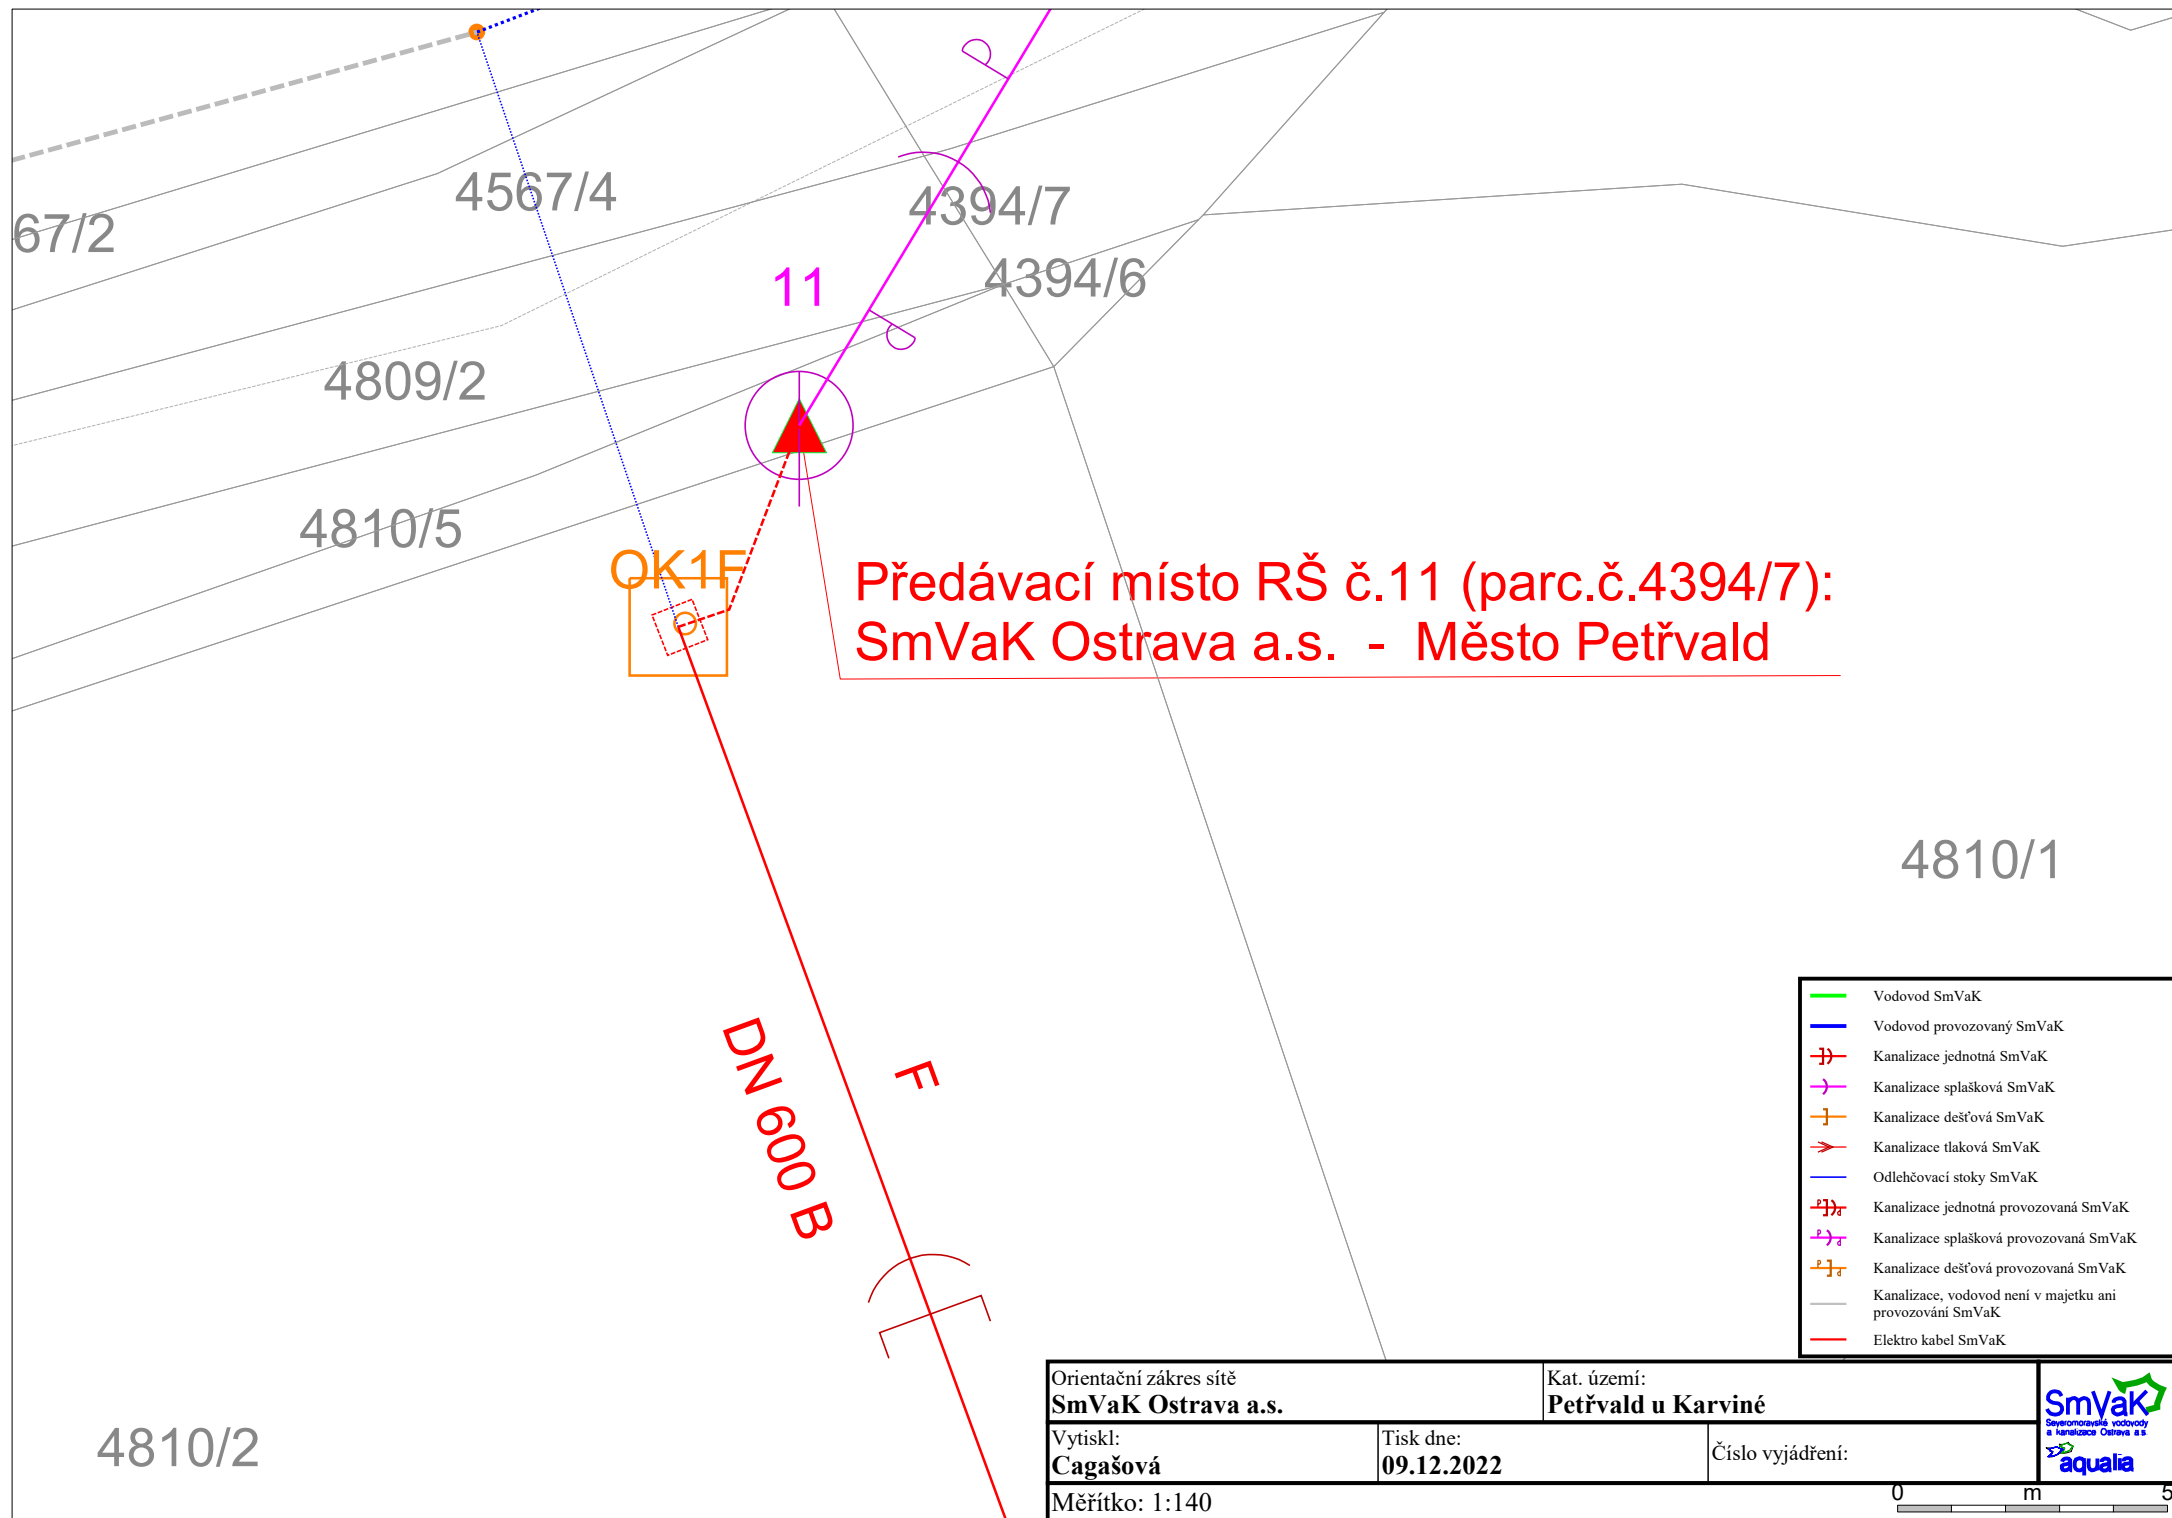 4567/4
67/2
4394/7
4394/6
11
4809/2
4810/5
OK1F
Předávací místo RŠ č.11 (parc.č.4394/7):
SmVaK Ostrava a.s. - Město Petřvald
4810/1
DN 600 B
F
4810/2
Vodovod SmVaK
Vodovod provozovaný SmVaK
Kanalizace jednotná SmVaK
Kanalizace splašková SmVaK
Kanalizace dešťová SmVaK
Kanalizace tlaková SmVaK
Odlehčovací stoky SmVaK
Kanalizace jednotná provozovaná SmVaK
Kanalizace splašková provozovaná SmVaK
Kanalizace dešťová provozovaná SmVaK
Kanalizace, vodovod není v majetku ani
provozování SmVaK
Elektro kabel SmVaK
Orientační zákres sítě
SmVaK Ostrava a.s.
Kat. území:
Petřvald u Karviné
Vytiskl:
Cagašová
Tisk dne:
09.12.2022
Číslo vyjádření:
Měřítko: 1:140
SmVaK
Severomoravské vodovody
a kanalizace Ostrava a.s.
aqualia
0 m 5